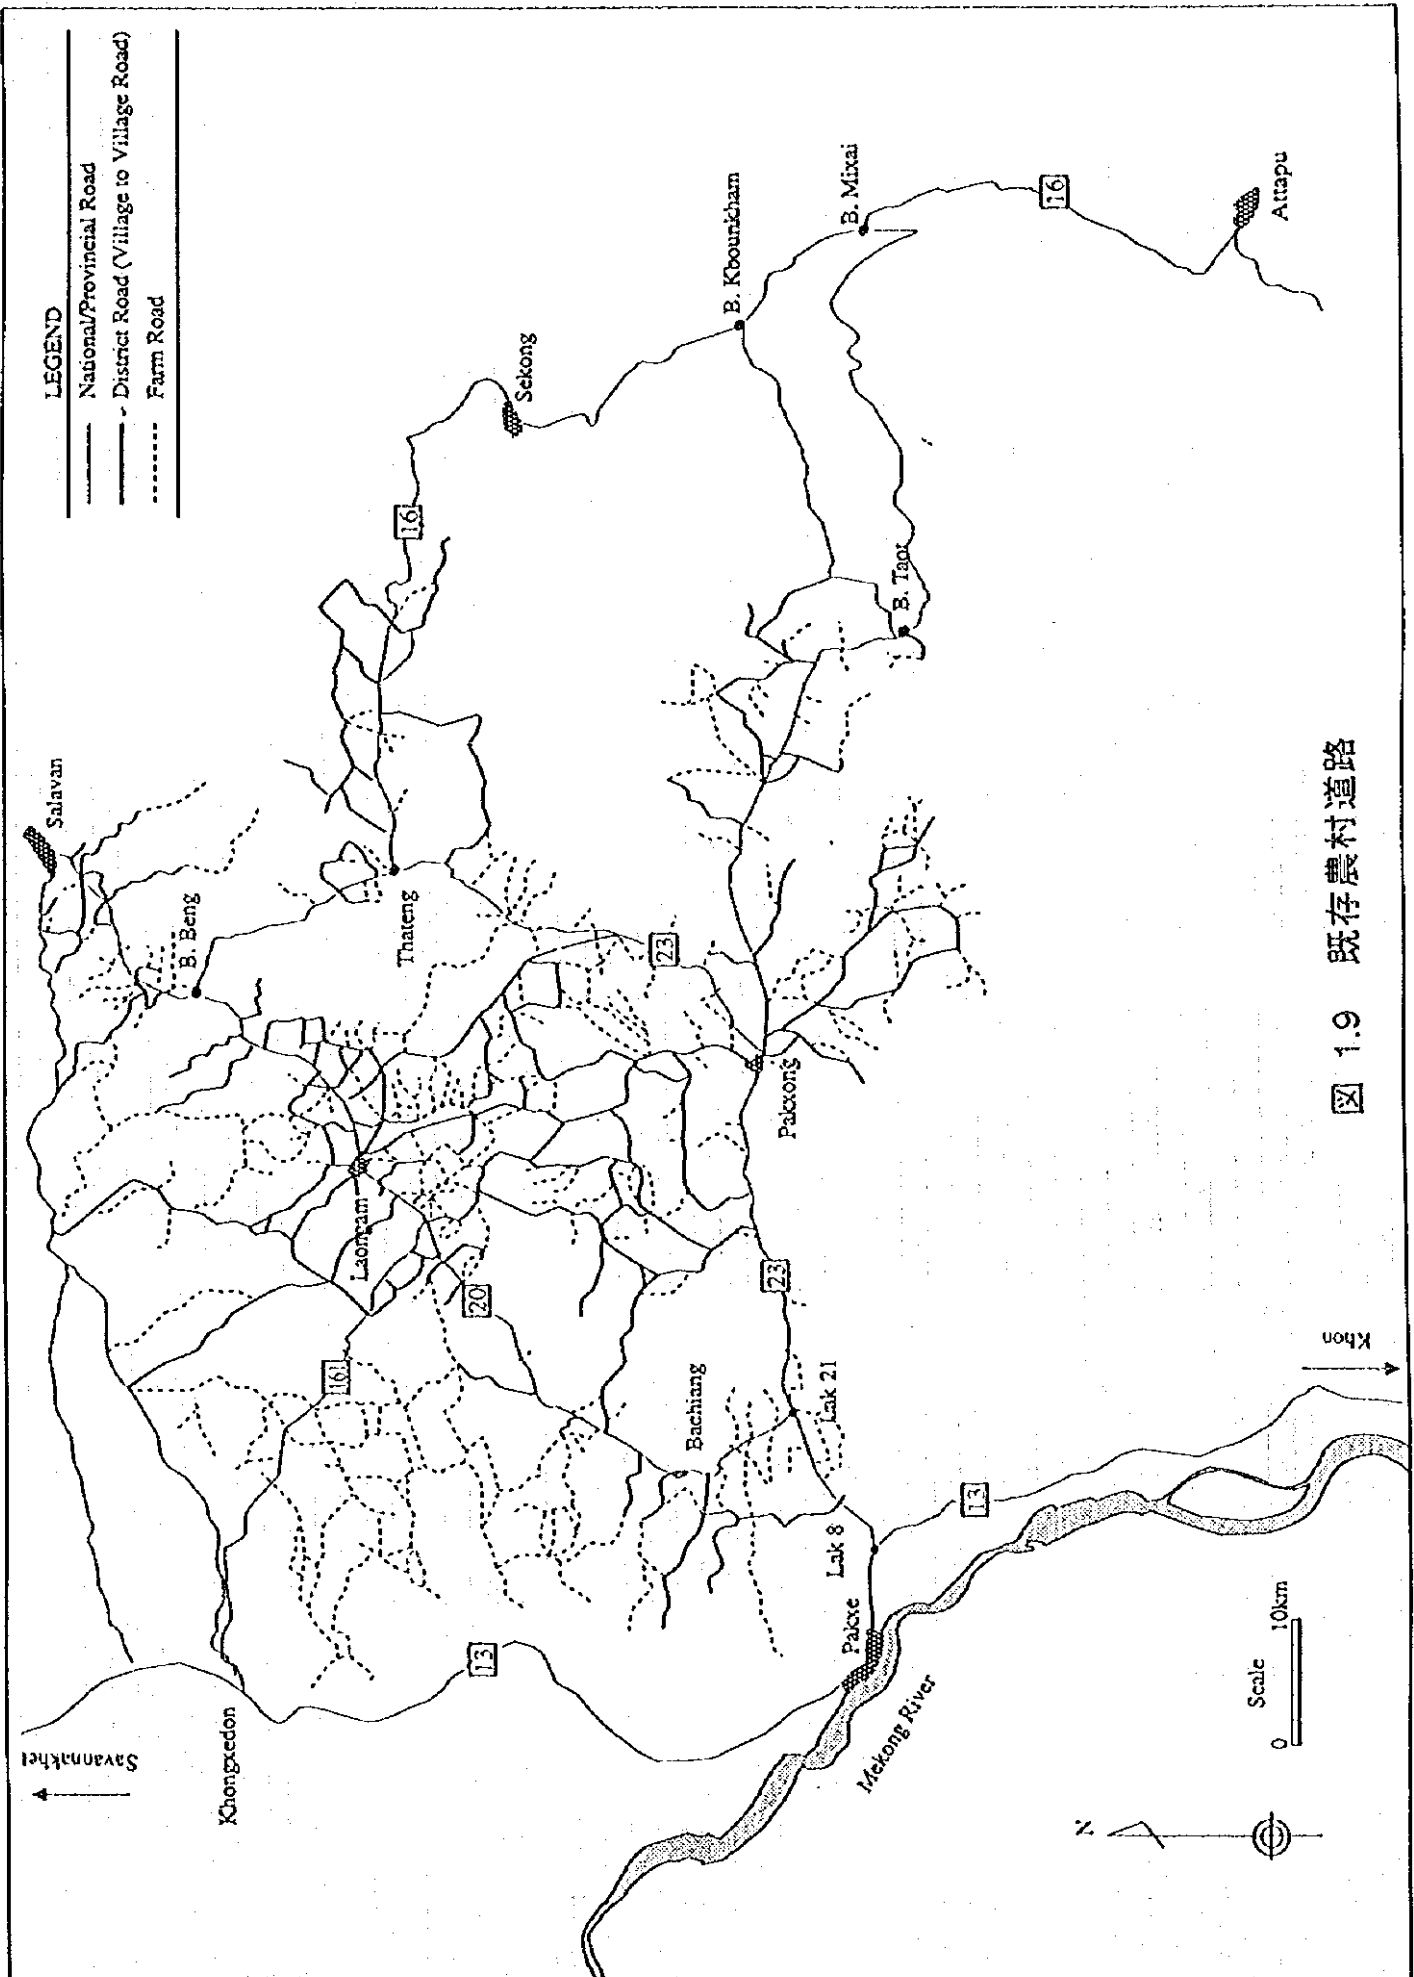 LEGEND
National/Provincial Road
District Road (Village to Village Road)
Farm Road
Savannakhet
Khongxedon
Salavan
B. Beng
Thateng
Laongam
16
20
16
Sekong
13
23
Bachiang
Pakxong
B. Khounkham
B. Mixai
B. Taot
23
Lak 21
Lak 8
Pakxe
13
Mekong River
16
Attapu
Khon
N
Scale
0 10km
図 1.9 既存農村道路